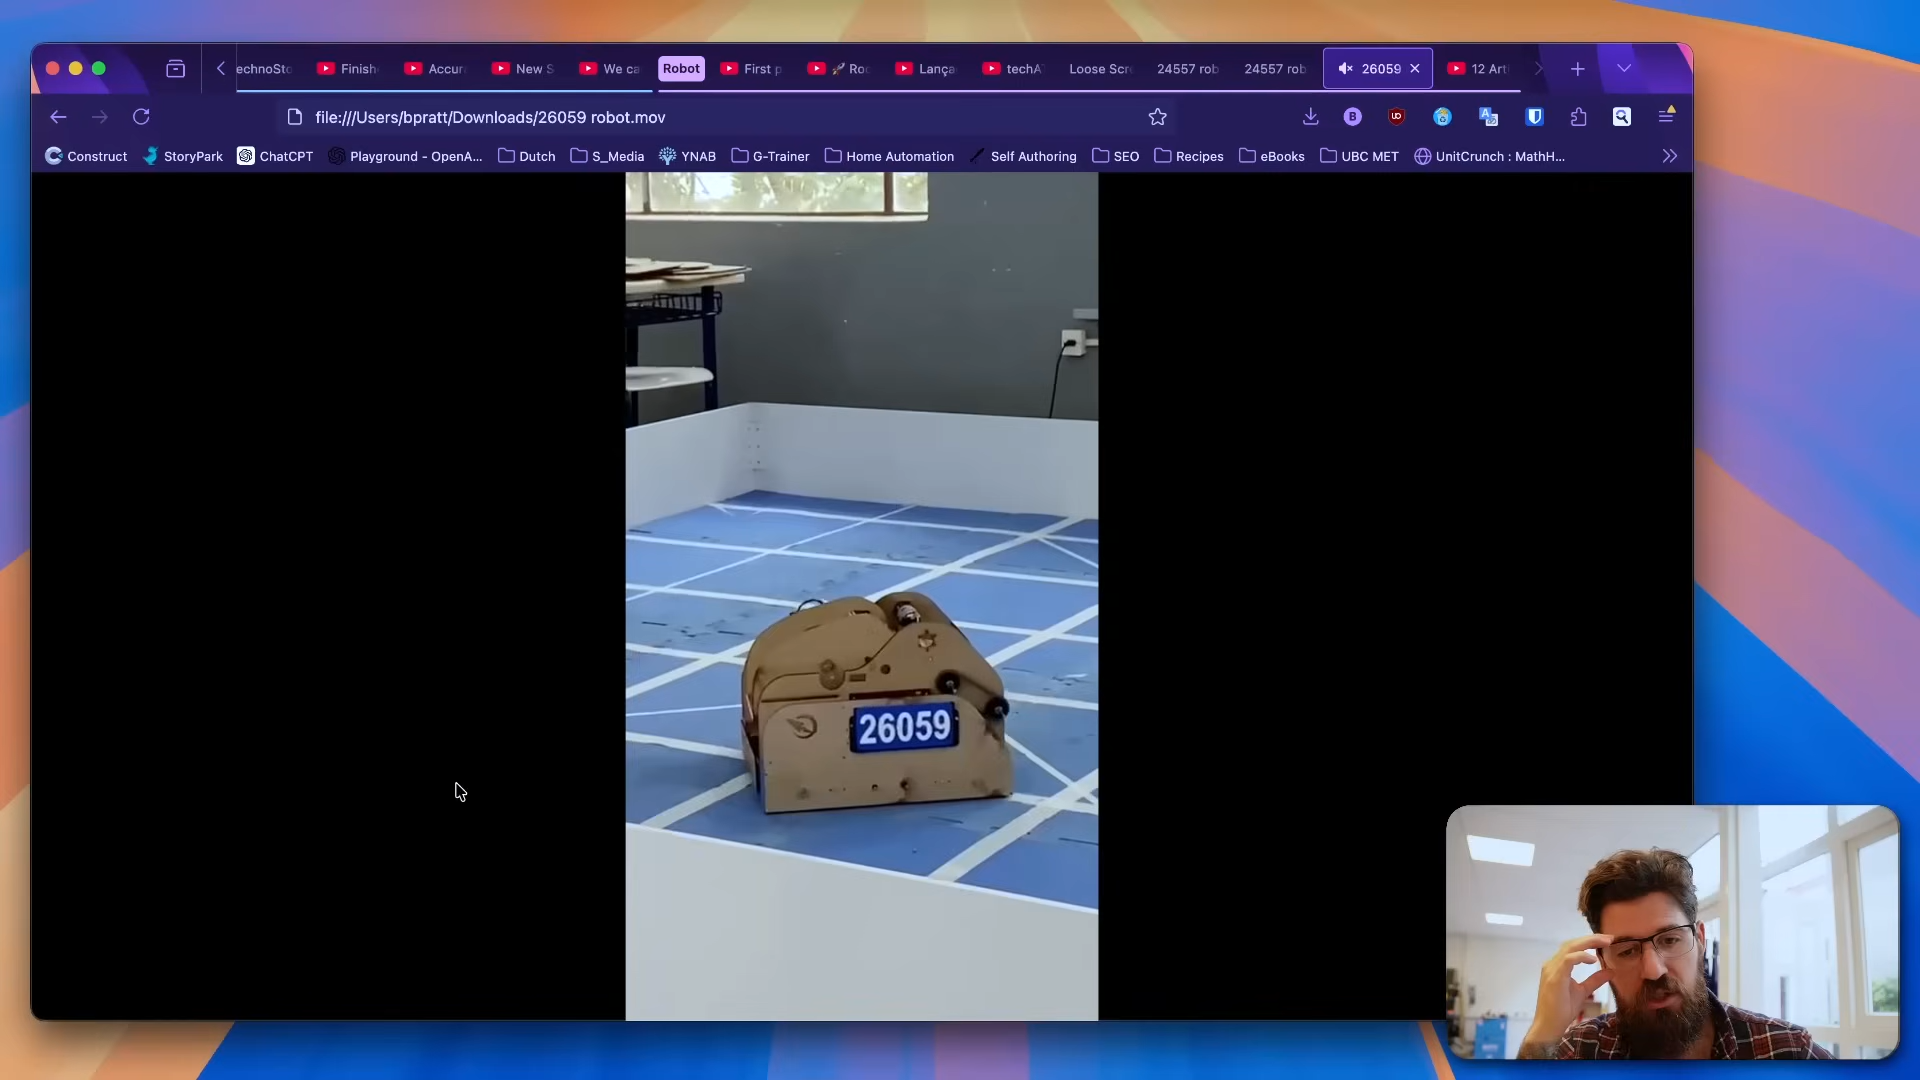 echnoSto
Finish
Accur
New S
We ca
Robot
First p
🚀 Ro
Lança
techA
Loose Scr
24557 rob
24557 rob
26059
12 Art
file:///Users/bpratt/Downloads/26059 robot.mov
B
Construct
StoryPark
ChatCPT
Playground - OpenA...
Dutch
S_Media
YNAB
G-Trainer
Home Automation
Self Authoring
SEO
Recipes
eBooks
UBC MET
UnitCrunch : MathH...
26059